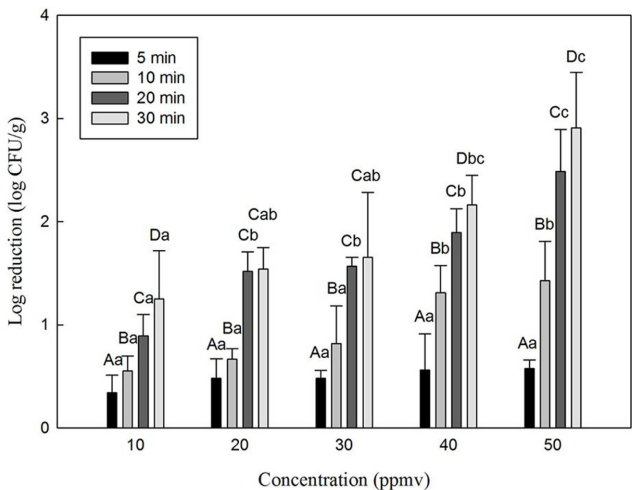 4
3
2
1
0
Log reduction (log CFU/g)
5 min
10 min
20 min
30 min
Aa Ba Ca Da
Aa Ba Cb Cab
Aa Ba Cb Cab
Aa Bb Cb Dbc
Aa Bb Cc Dc
10 20 30 40 50
Concentration (ppmv)